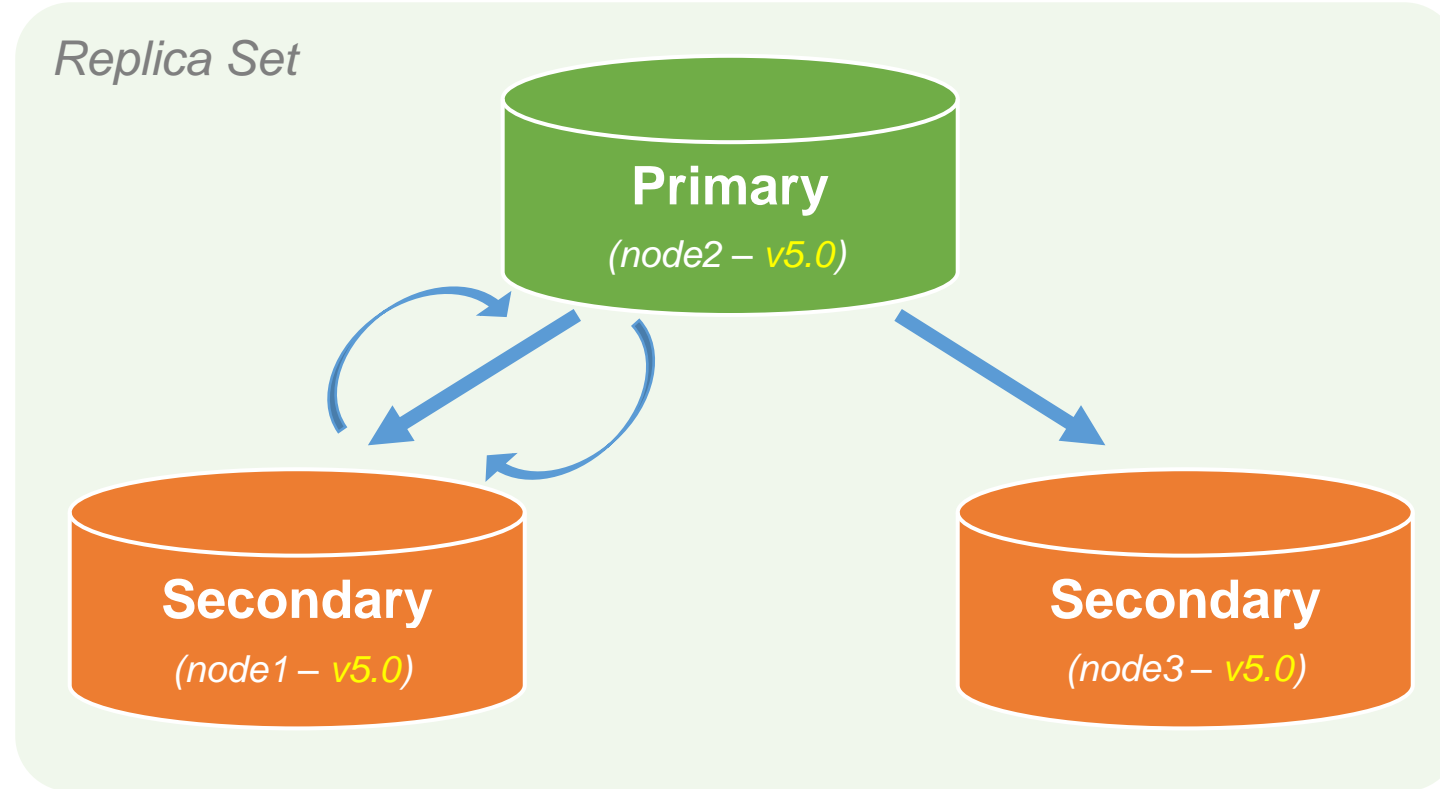 Replica Set
Primary
(node2 – v5.0)
Secondary
(node1 – v5.0)
Secondary
(node3 – v5.0)